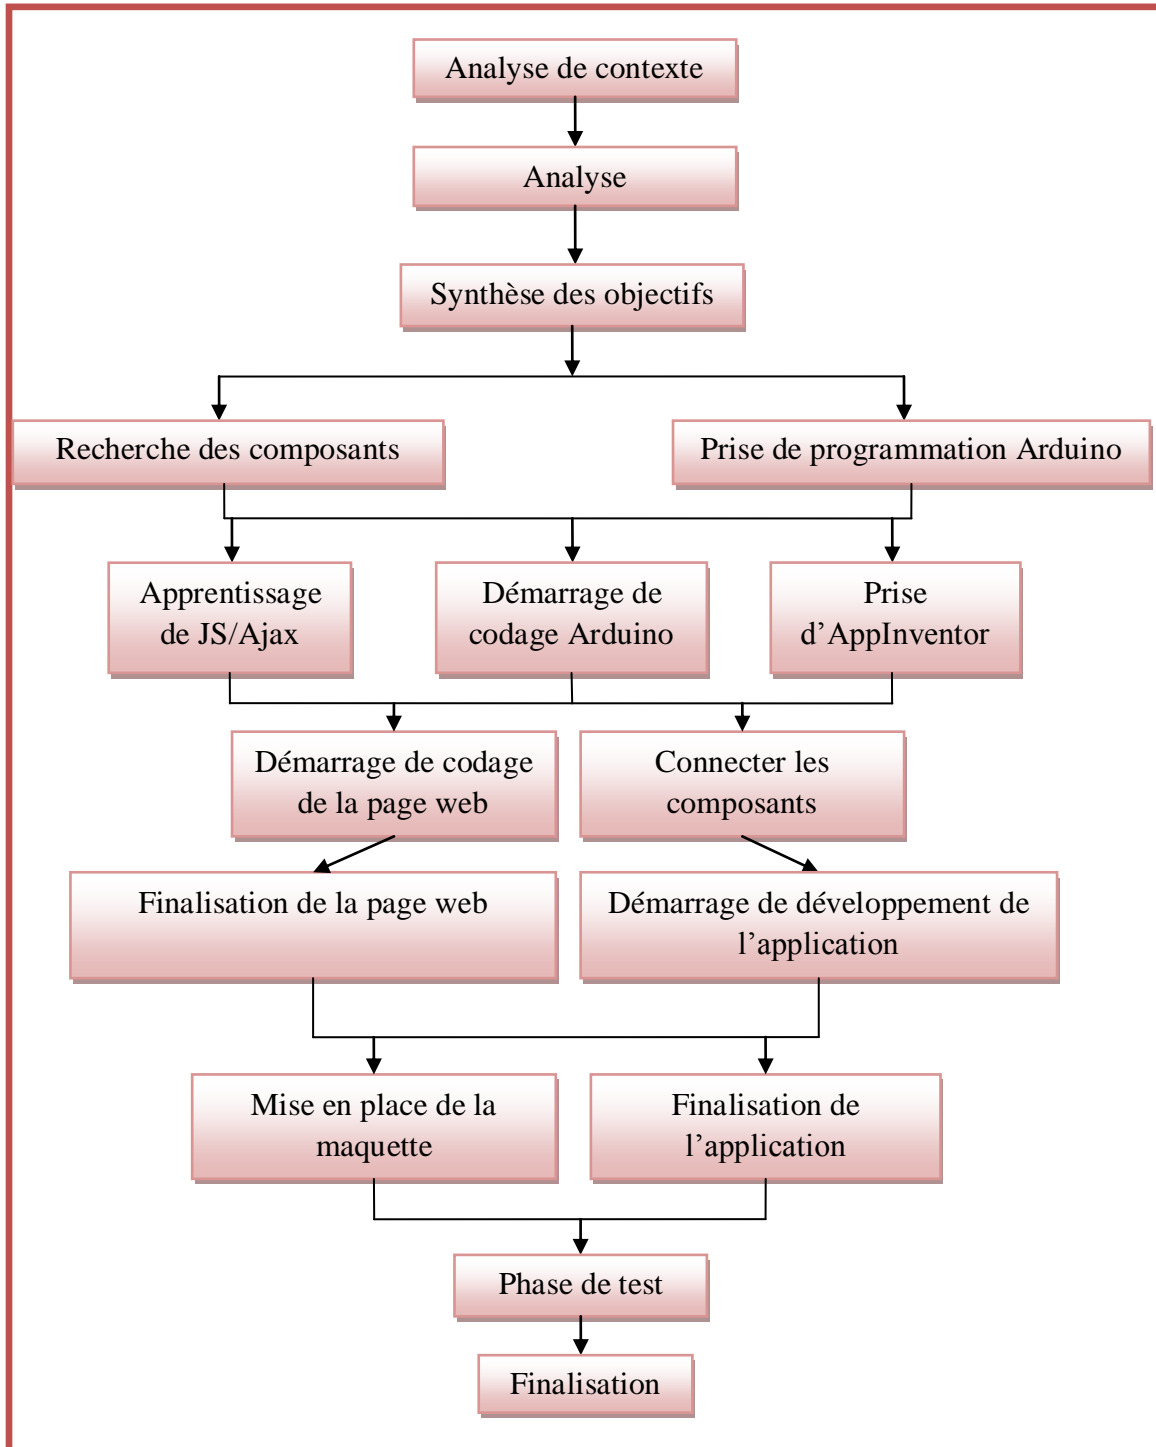 Analyse de contexte
Analyse
Synthèse des objectifs
Recherche des composants
Prise de programmation Arduino
Apprentissage
de JS/Ajax
Démarrage de
codage Arduino
Prise
d’AppInventor
Démarrage de codage
de la page web
Connecter les
composants
Finalisation de la page web
Démarrage de développement de
l’application
Mise en place de la
maquette
Finalisation de
l’application
Phase de test
Finalisation